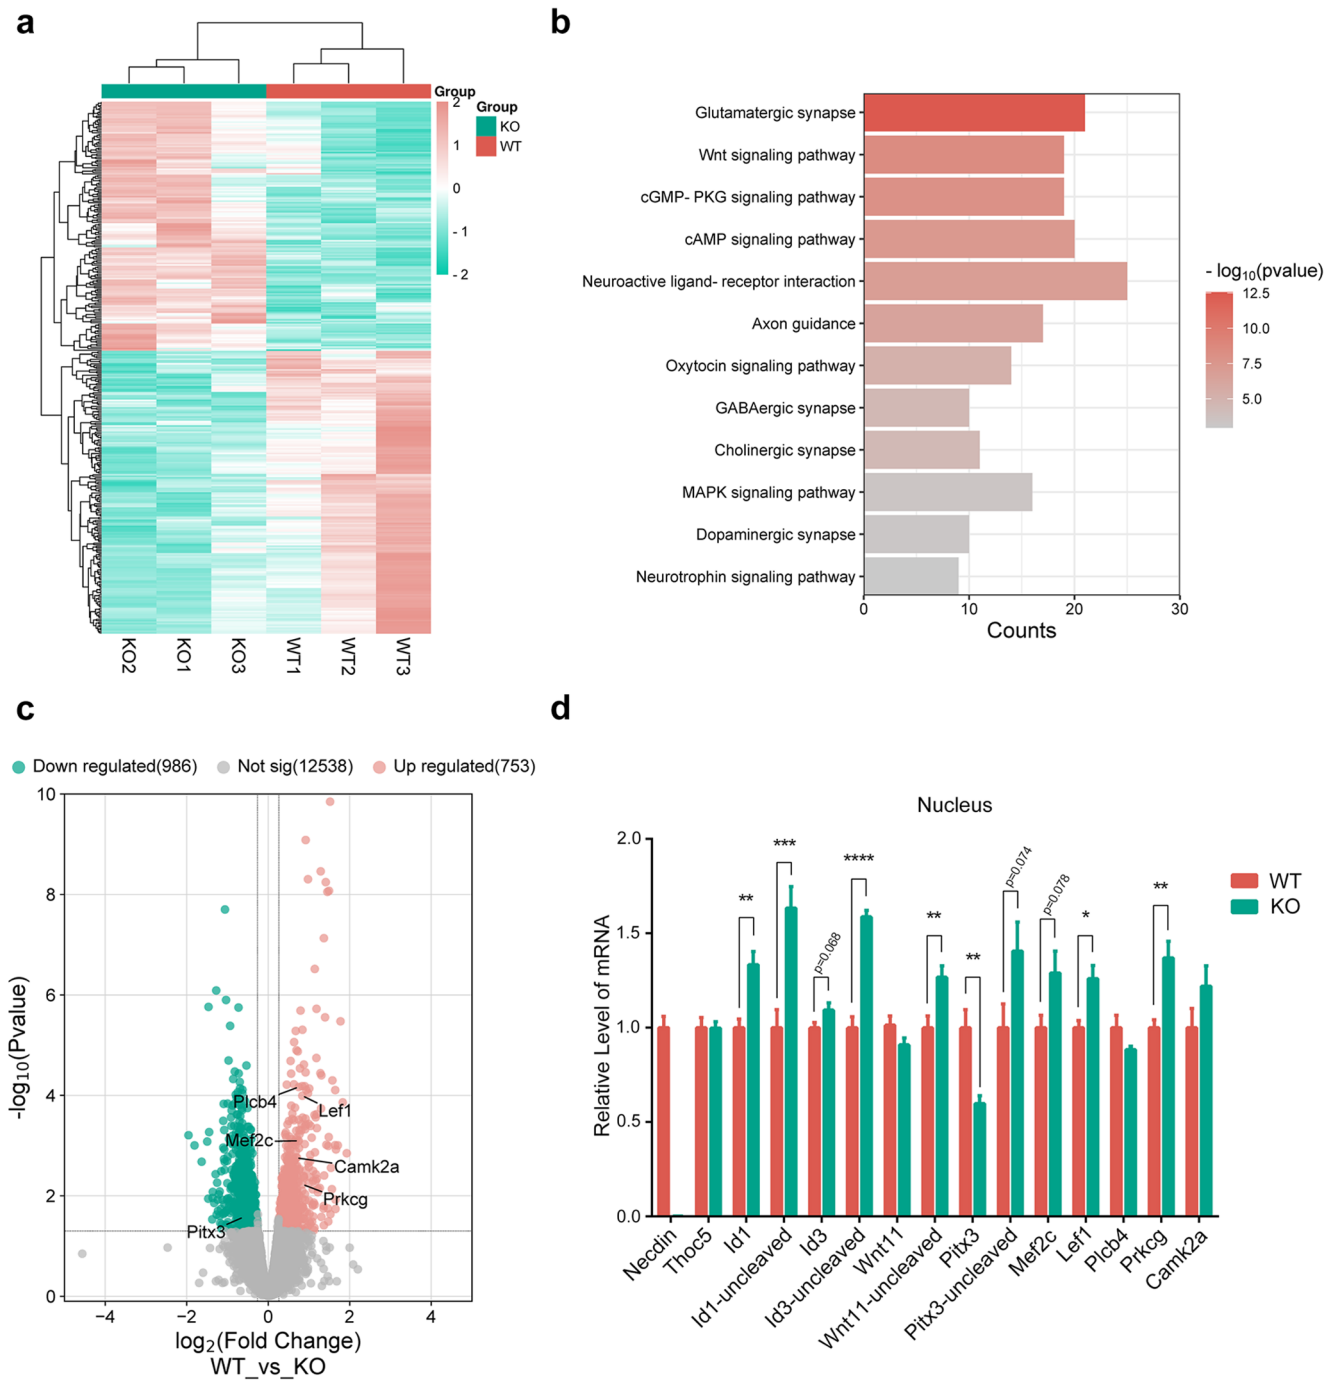 a
Group
2
1
0
- 1
- 2
Group
KO
WT
KO2
KO1
KO3
WT1
WT2
WT3
b
Glutamatergic synapse
Wnt signaling pathway
cGMP- PKG signaling pathway
cAMP signaling pathway
Neuroactive ligand- receptor interaction
Axon guidance
Oxytocin signaling pathway
GABAergic synapse
Cholinergic synapse
MAPK signaling pathway
Dopaminergic synapse
Neurotrophin signaling pathway
0
10
20
30
Counts
- log10(pvalue)
12.5
10.0
7.5
5.0
c
Down regulated(986)
Not sig(12538)
Up regulated(753)
10
8
6
4
2
0
-log10(Pvalue)
Plcb4
Lef1
Mef2c
Camk2a
Prkcg
Pitx3
−4
−2
0
2
4
log2(Fold Change)
WT_vs_KO
d
Nucleus
2.0
1.5
1.0
0.5
0.0
Relative Level of mRNA
**
***
p=0.068
****
**
**
p=0.074
p=0.078
*
**
WT
KO
Necdin
Thoc5
Id1
Id1-uncleaved
Id3
Id3-uncleaved
Wnt11
Wnt11-uncleaved
Pitx3
Pitx3-uncleaved
Mef2c
Lef1
Plcb4
Prkcg
Camk2a